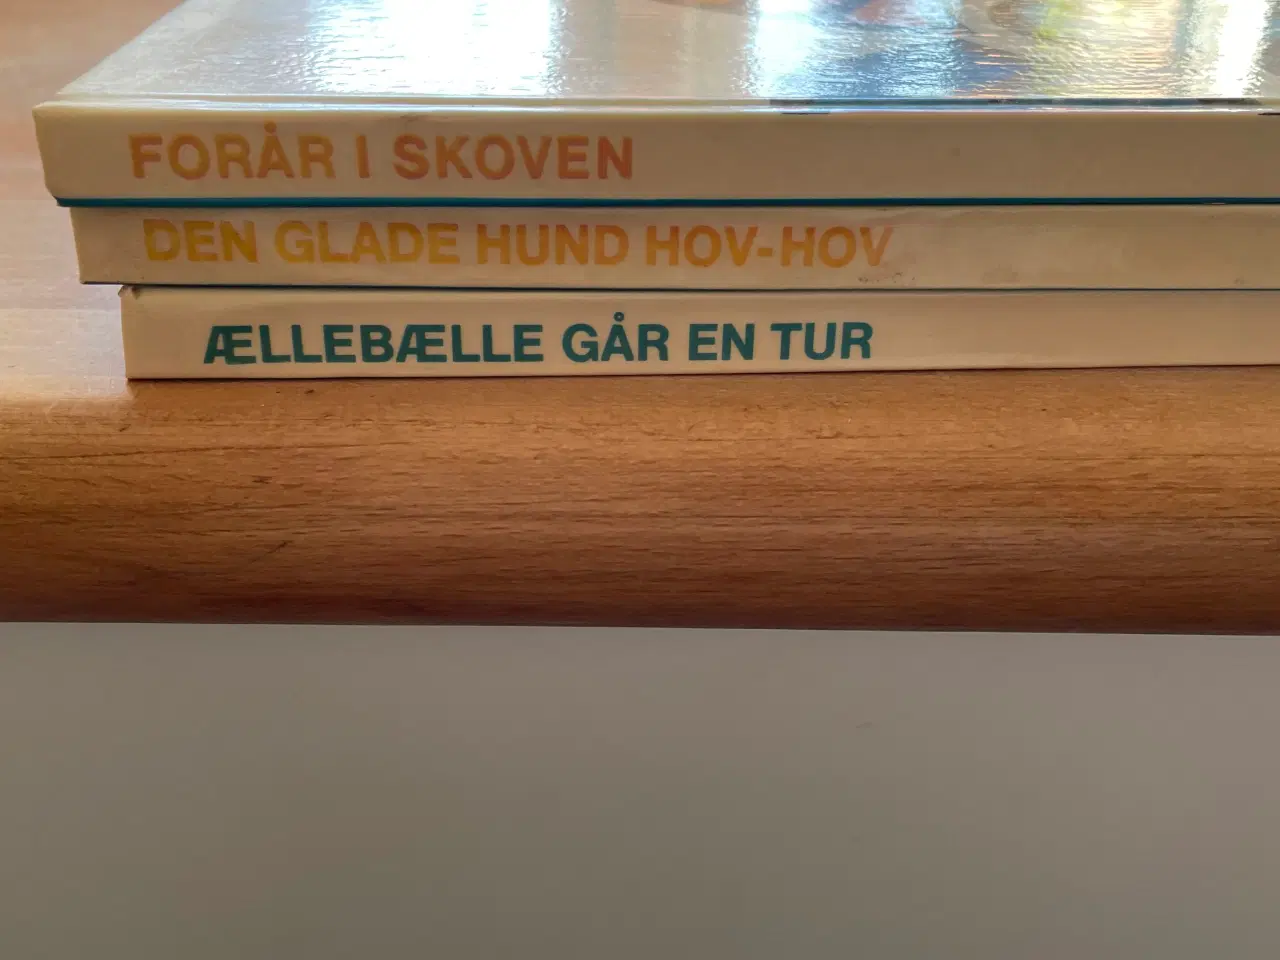 FORÅR I SKOVEN
DEN GLADE HUND HOV-HOV
ÆLLEBÆLLE GÅR EN TUR